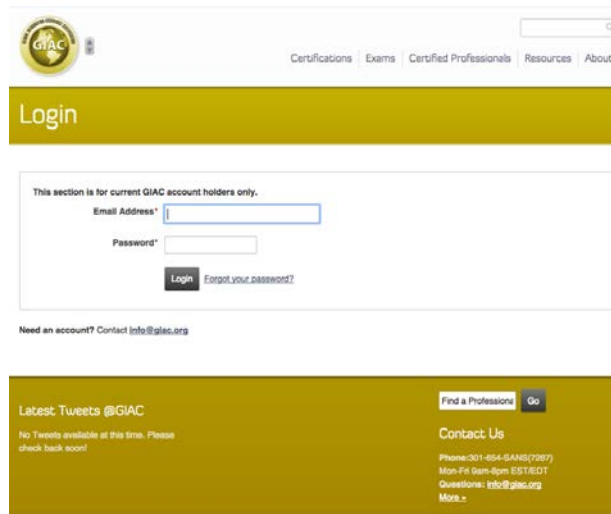 GIAC
Certifications Exams Certified Professionals Resources About
Login
This section is for current GIAC account holders only.
Email Address*
Password*
Login Forgot your password?
Need an account? Contact info@giac.org
Find a Professiona Go
Latest Tweets @GIAC
No Tweets available at this time. Please
check back soon!
Contact Us
Phone:301-654-SANS(7267)
Mon-Fri 9am-8pm EST/EDT
Questions: info@giac.org
More »